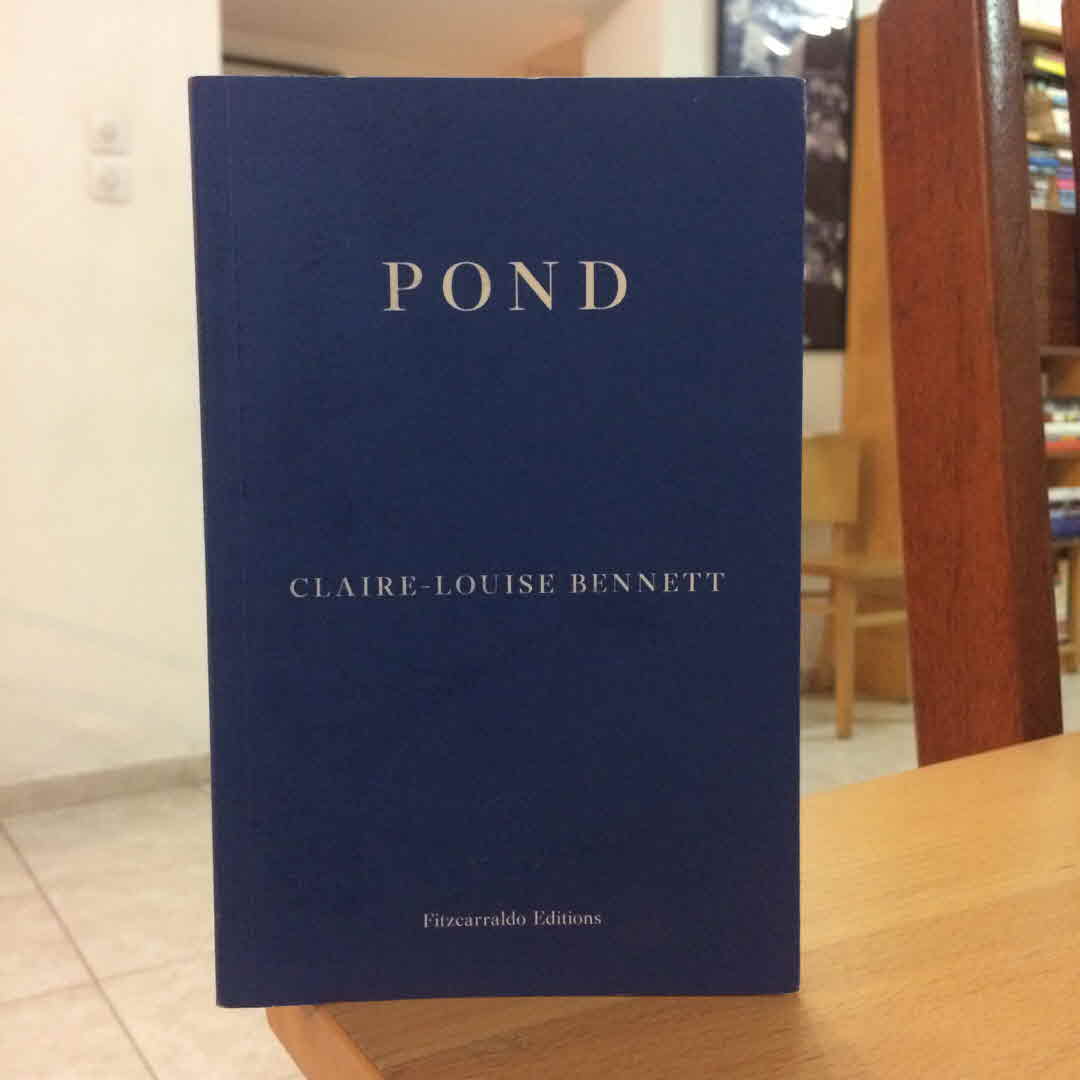 POND
CLAIRE-LOUISE BENNETT
Fitzcarraldo Editions